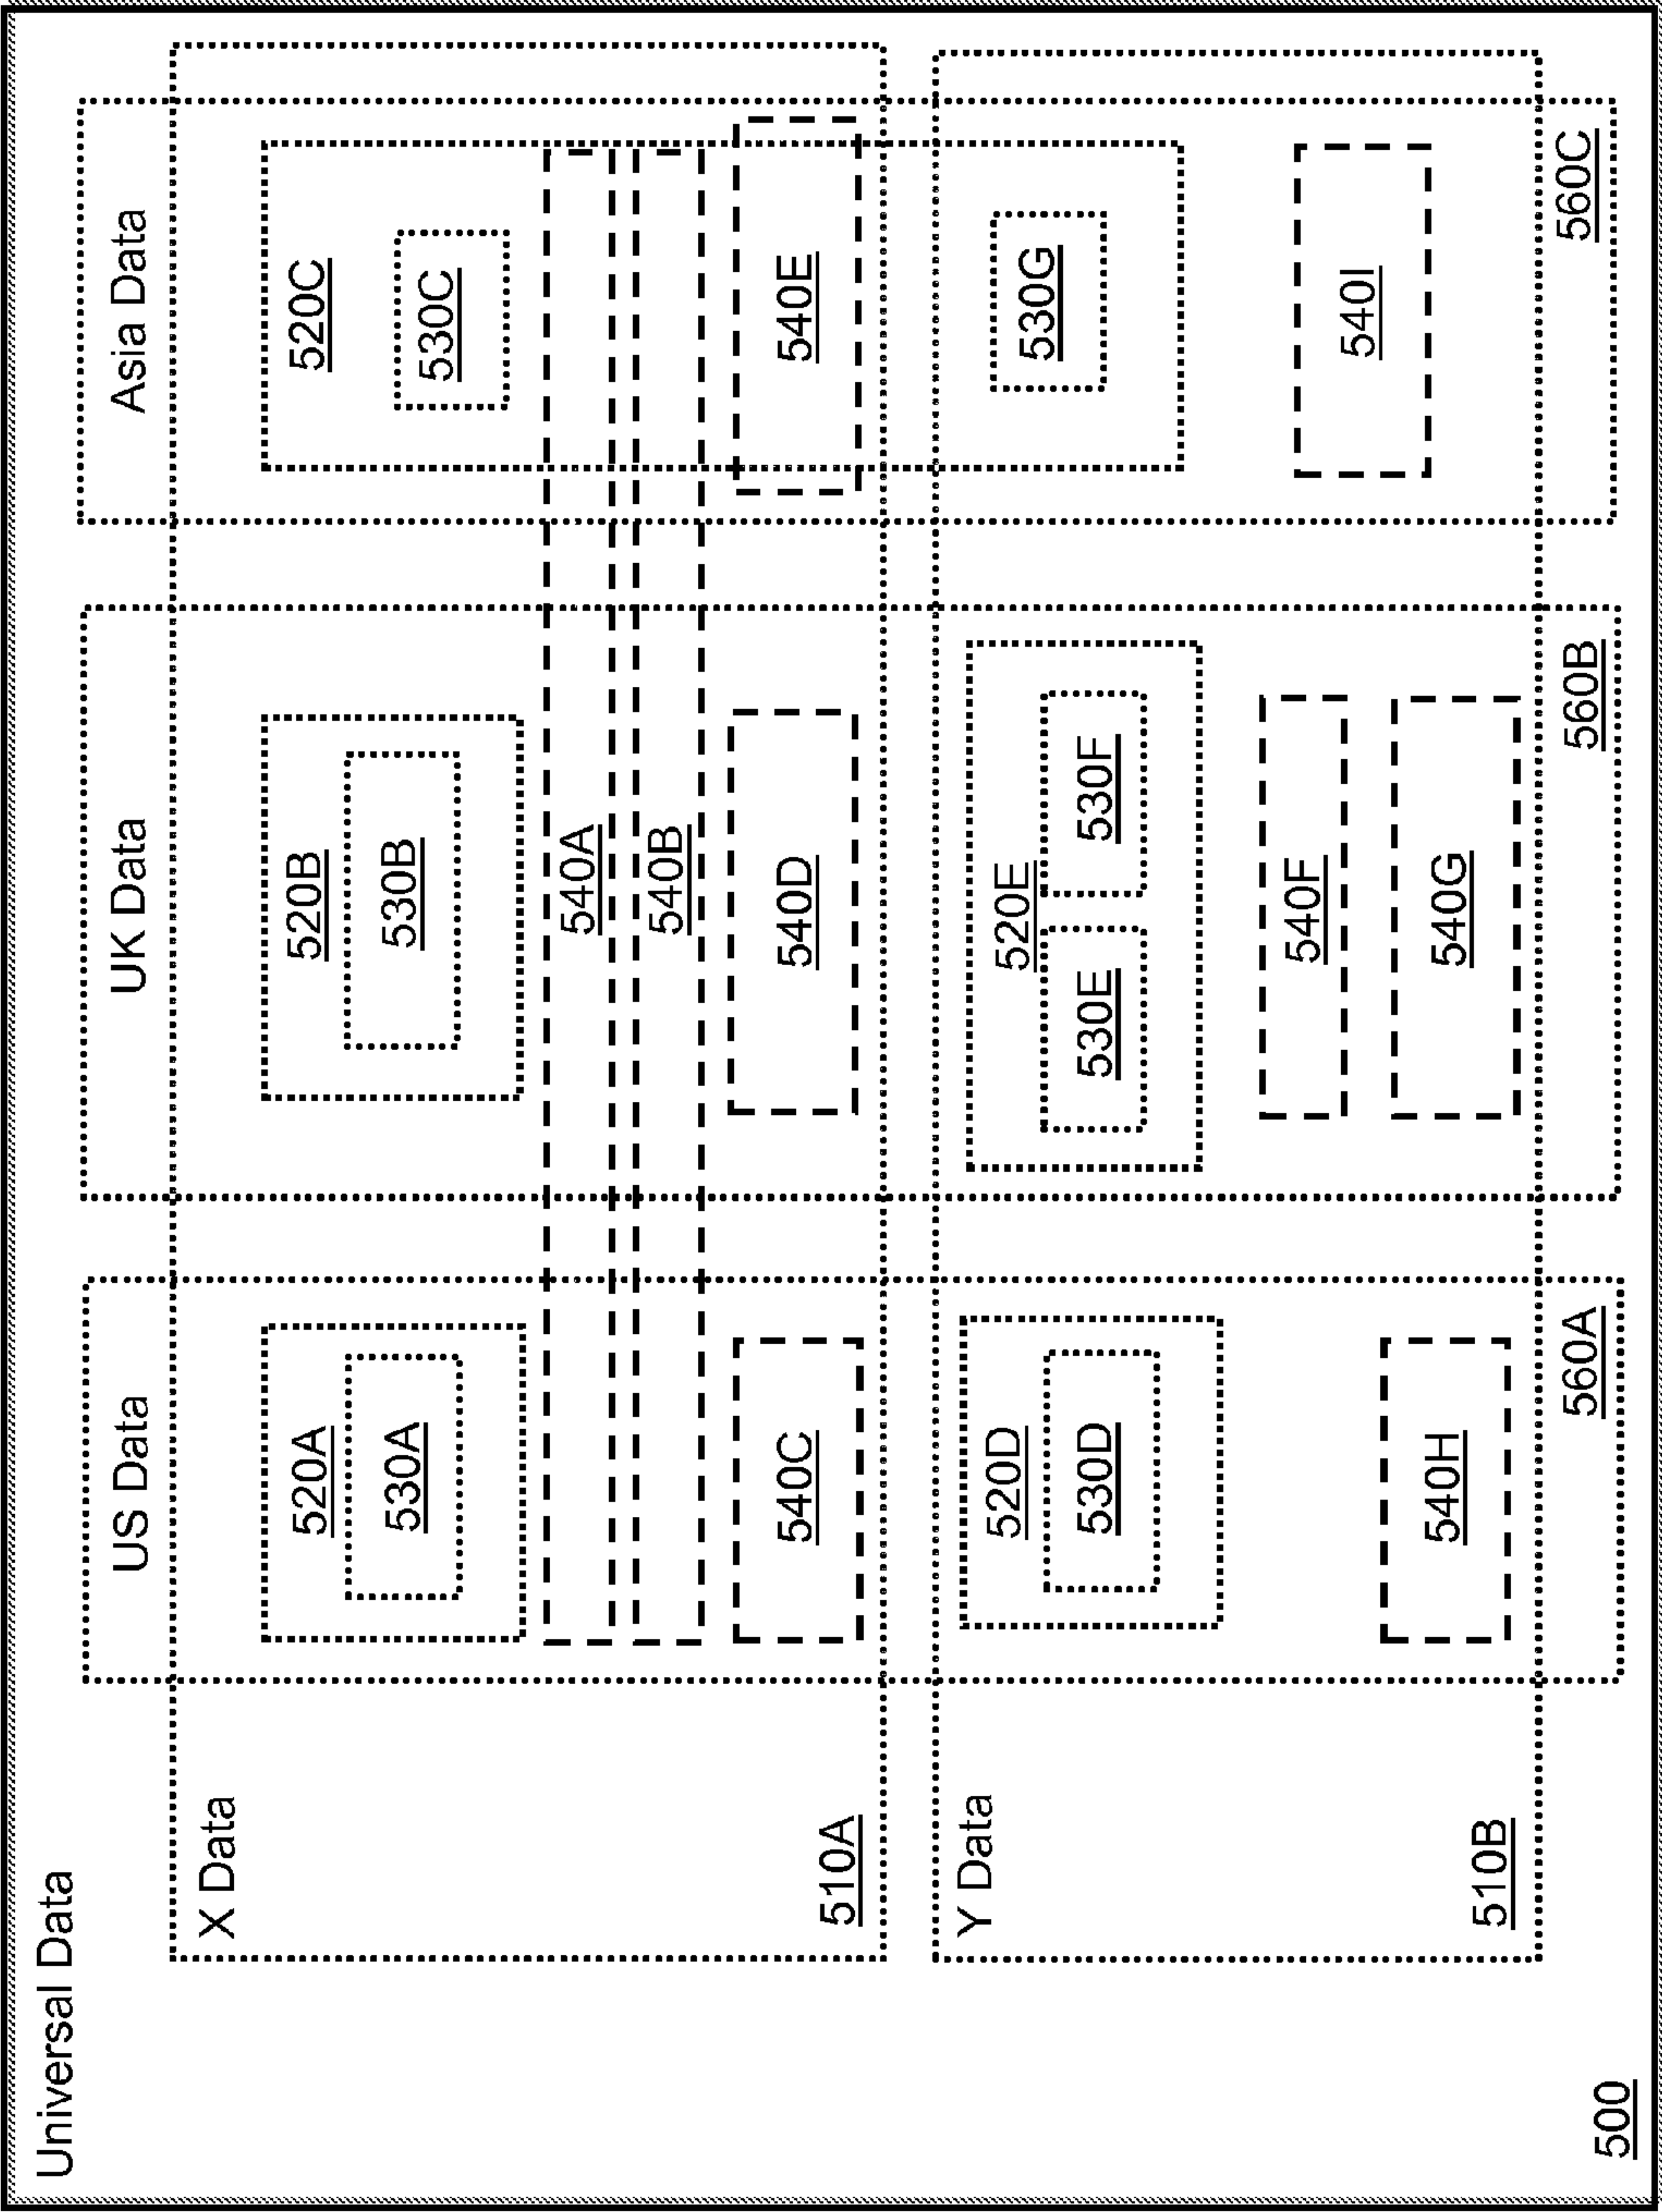 Universal Data
US Data
UK Data
Asia Data
X Data
520A
530A
520B
530B
520C
530C
540A
540B
540C
540D
540E
510A
Y Data
520D
530D
520E
530E
530F
530G
540F
540G
540H
540I
510B
560A
560B
560C
500